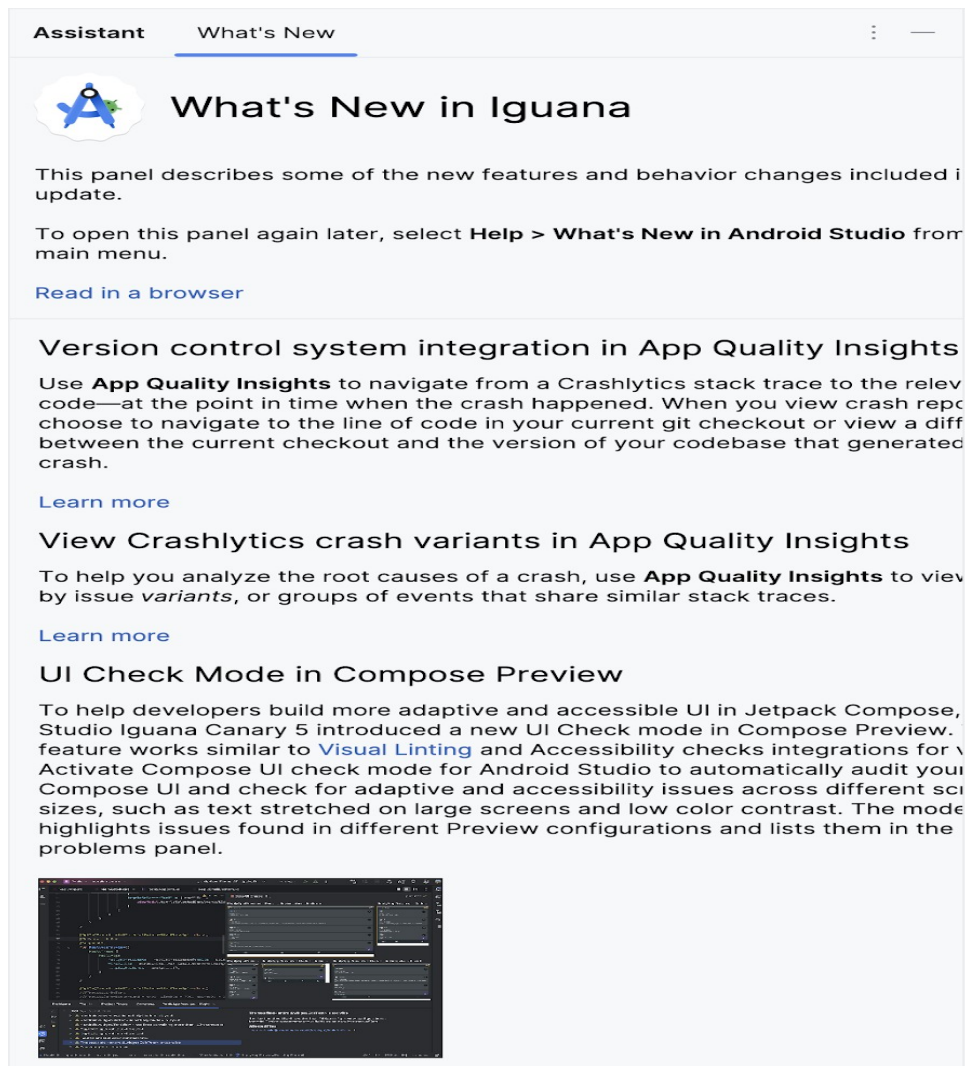 Assistant What's New
What's New in Iguana
This panel describes some of the new features and behavior changes included i
update.
To open this panel again later, select Help > What's New in Android Studio from
main menu.
Read in a browser
Version control system integration in App Quality Insights
Use App Quality Insights to navigate from a Crashlytics stack trace to the relev
code—at the point in time when the crash happened. When you view crash repo
choose to navigate to the line of code in your current git checkout or view a diff
between the current checkout and the version of your codebase that generated
crash.
Learn more
View Crashlytics crash variants in App Quality Insights
To help you analyze the root causes of a crash, use App Quality Insights to view
by issue variants, or groups of events that share similar stack traces.
Learn more
UI Check Mode in Compose Preview
To help developers build more adaptive and accessible UI in Jetpack Compose,
Studio Iguana Canary 5 introduced a new UI Check mode in Compose Preview.
feature works similar to Visual Linting and Accessibility checks integrations for
Activate Compose UI check mode for Android Studio to automatically audit your
Compose UI and check for adaptive and accessibility issues across different scr
sizes, such as text stretched on large screens and low color contrast. The mode
highlights issues found in different Preview configurations and lists them in the
problems panel.